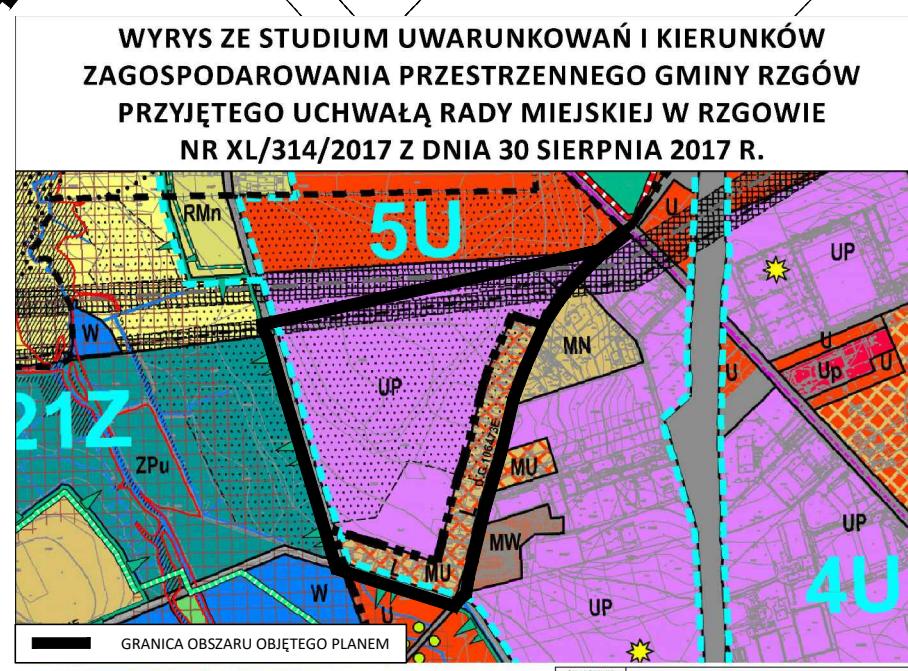 WYRYS ZE STUDIUM UWARUNKOWAŃ I KIERUNKÓW
ZAGOSPODAROWANIA PRZESTRZENNEGO GMINY RZGÓW
PRZYJĘTEGO UCHWAŁĄ RADY MIEJSKIEJ W RZGOWIE
NR XL/314/2017 Z DNIA 30 SIERPNIA 2017 R.
RMn
5U
U
UP
W
MN
UP
U
U
Up
U
21Z
ZPu
MU
L
UP
MW
L
MU
4U
W
U
UP
GRANICA OBSZARU OBJĘTEGO PLANEM